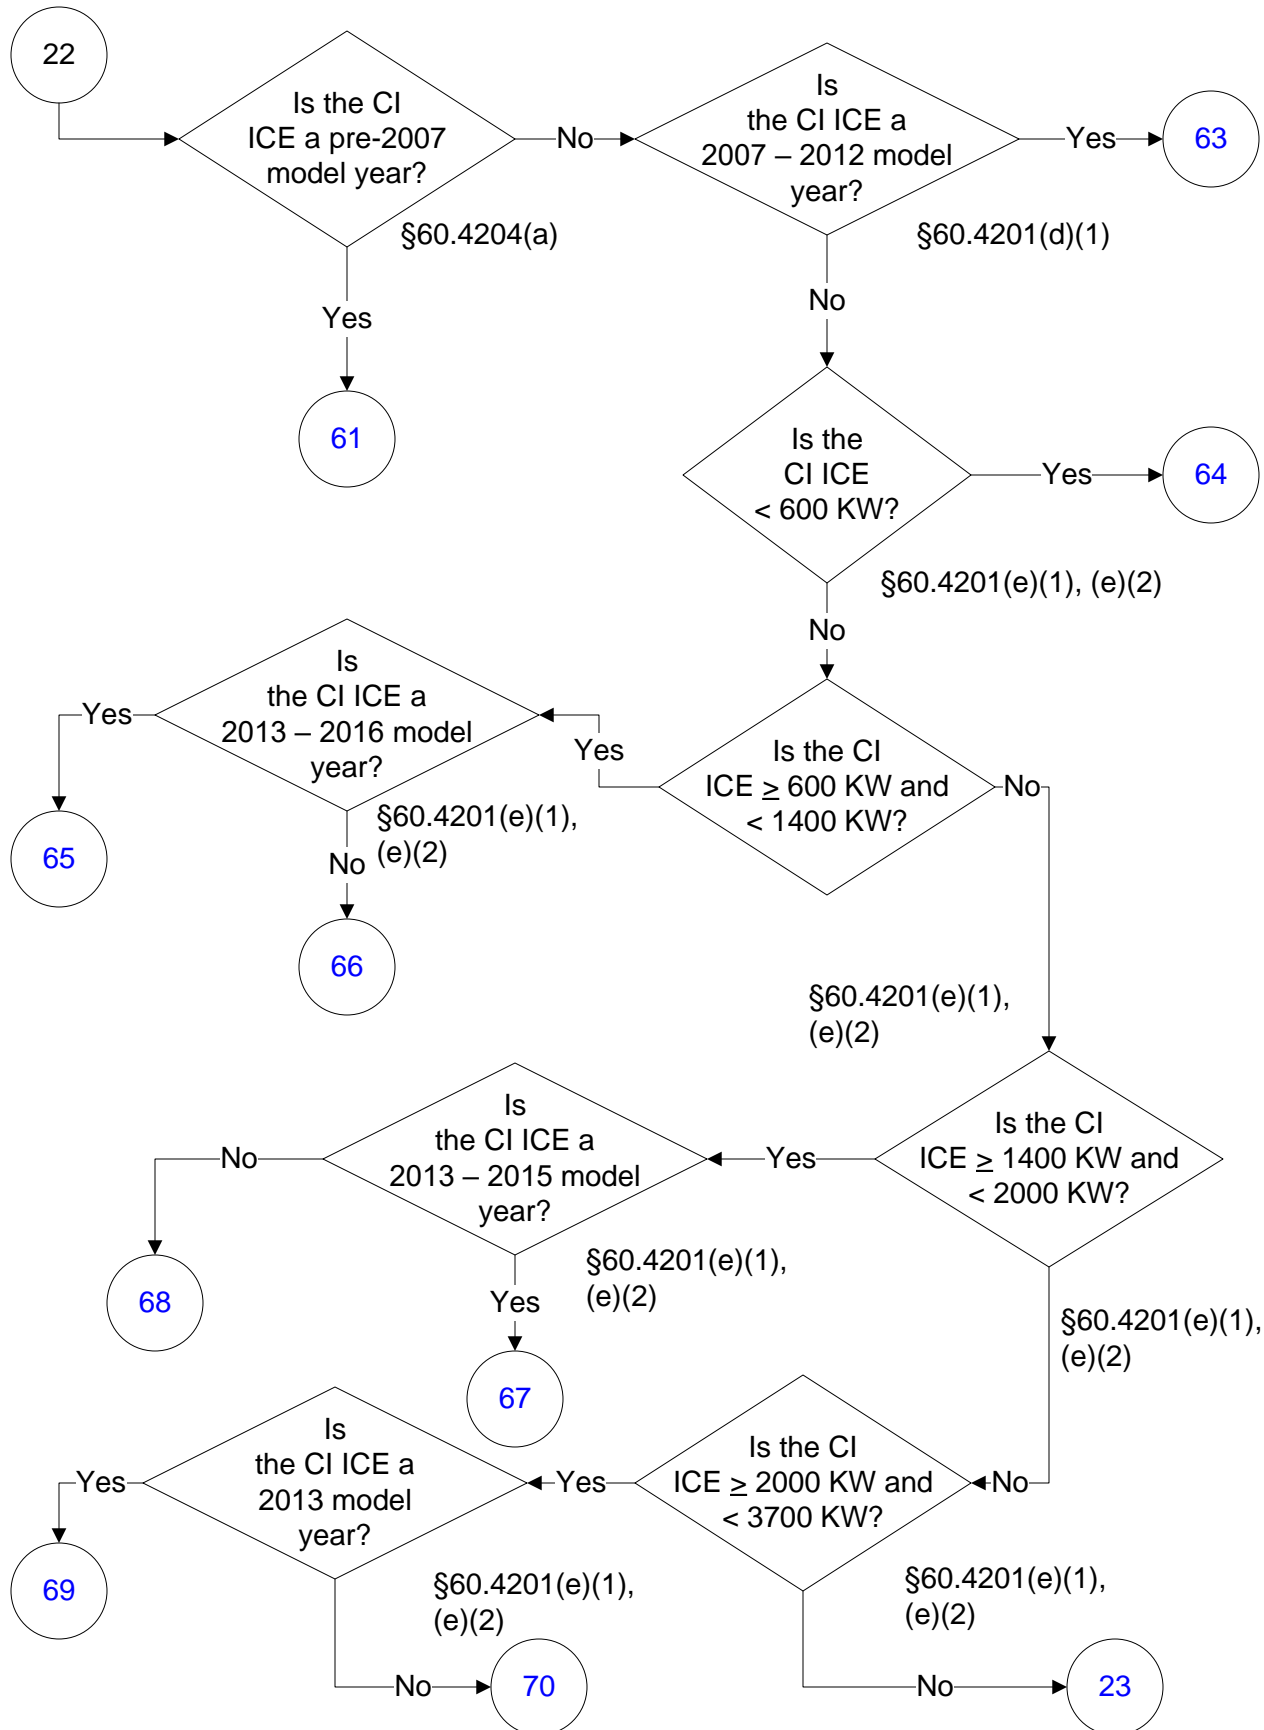 22
Is the CI
ICE a pre-2007
model year?
No
Is
the CI ICE a
2007 – 2012 model
year?
Yes
63
§60.4204(a)
§60.4201(d)(1)
Yes
No
61
Is the
CI ICE
< 600 KW?
Yes
64
§60.4201(e)(1), (e)(2)
No
Is
the CI ICE a
2013 – 2016 model
year?
Yes
Yes
Is the CI
ICE ≥ 600 KW and
< 1400 KW?
No
§60.4201(e)(1),
(e)(2)
No
65
66
§60.4201(e)(1),
(e)(2)
Is
the CI ICE a
2013 – 2015 model
year?
No
Yes
Is the CI
ICE ≥ 1400 KW and
< 2000 KW?
§60.4201(e)(1),
(e)(2)
Yes
68
67
§60.4201(e)(1),
(e)(2)
Is
the CI ICE a
2013 model
year?
Yes
Yes
Is the CI
ICE ≥ 2000 KW and
< 3700 KW?
No
69
§60.4201(e)(1),
(e)(2)
§60.4201(e)(1),
(e)(2)
No
70
No
23